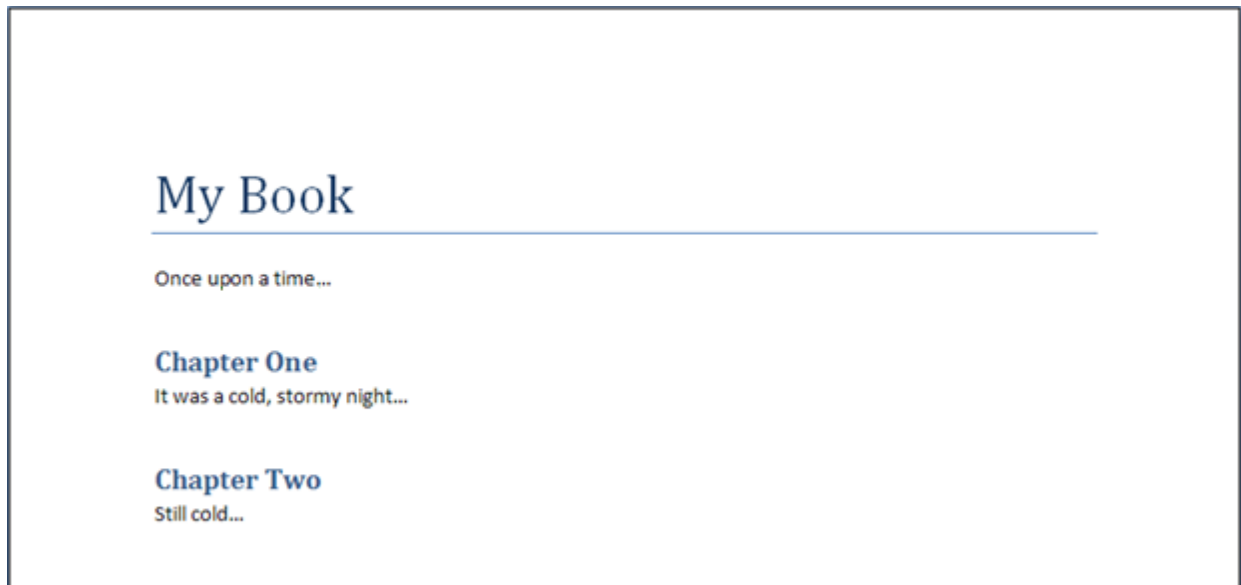 My Book
Once upon a time...
Chapter One
It was a cold, stormy night...
Chapter Two
Still cold...